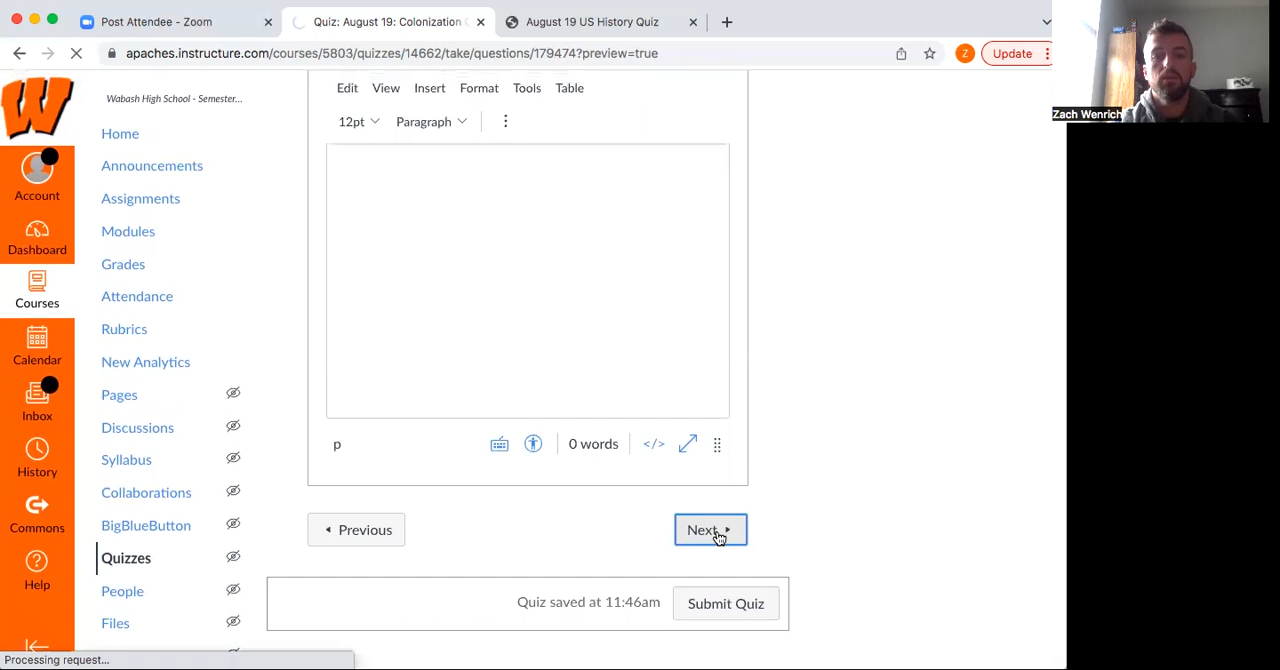 Post Attendee - Zoom
Quiz: August 19: Colonization
August 19 US History Quiz
apaches.instructure.com/courses/5803/quizzes/14662/take/questions/179474?preview=true
Z
Update
Zach Wenrich
W
Account
Dashboard
Courses
Calendar
Inbox
History
Commons
Help
Wabash High School - Semester...
Home
Announcements
Assignments
Modules
Grades
Attendance
Rubrics
New Analytics
Pages
Discussions
Syllabus
Collaborations
BigBlueButton
Quizzes
People
Files
Edit View Insert Format Tools Table
12pt Paragraph
p 0 words </>
Previous
Next
Quiz saved at 11:46am
Submit Quiz
Processing request...